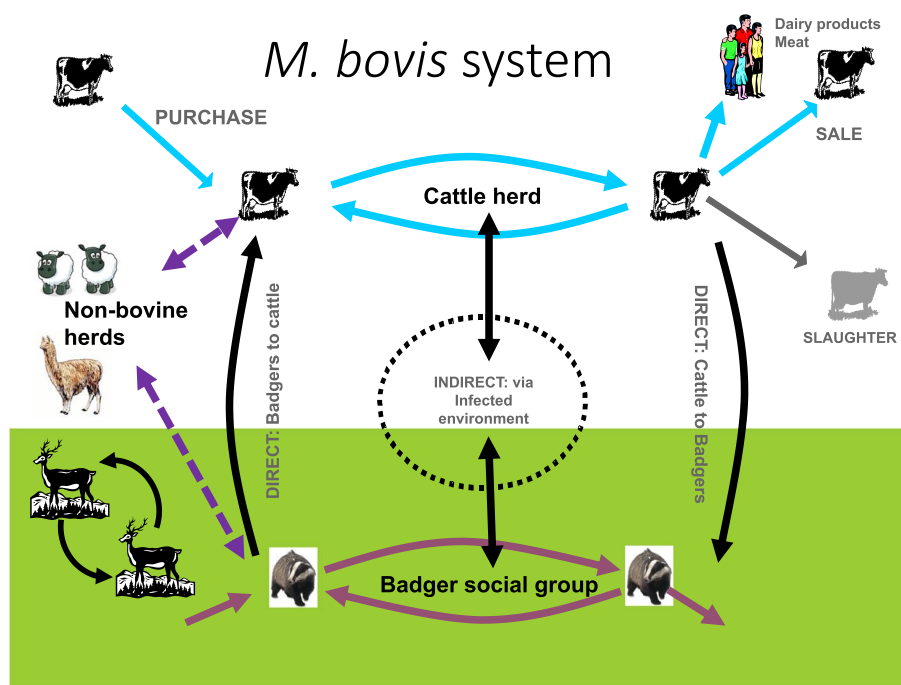 Dairy products
Meat
M. bovis system
PURCHASE
SALE
Cattle herd
Non-bovine
herds
DIRECT: Badgers to cattle
DIRECT: Cattle to Badgers
SLAUGHTER
INDIRECT: via
Infected
environment
Badger social group